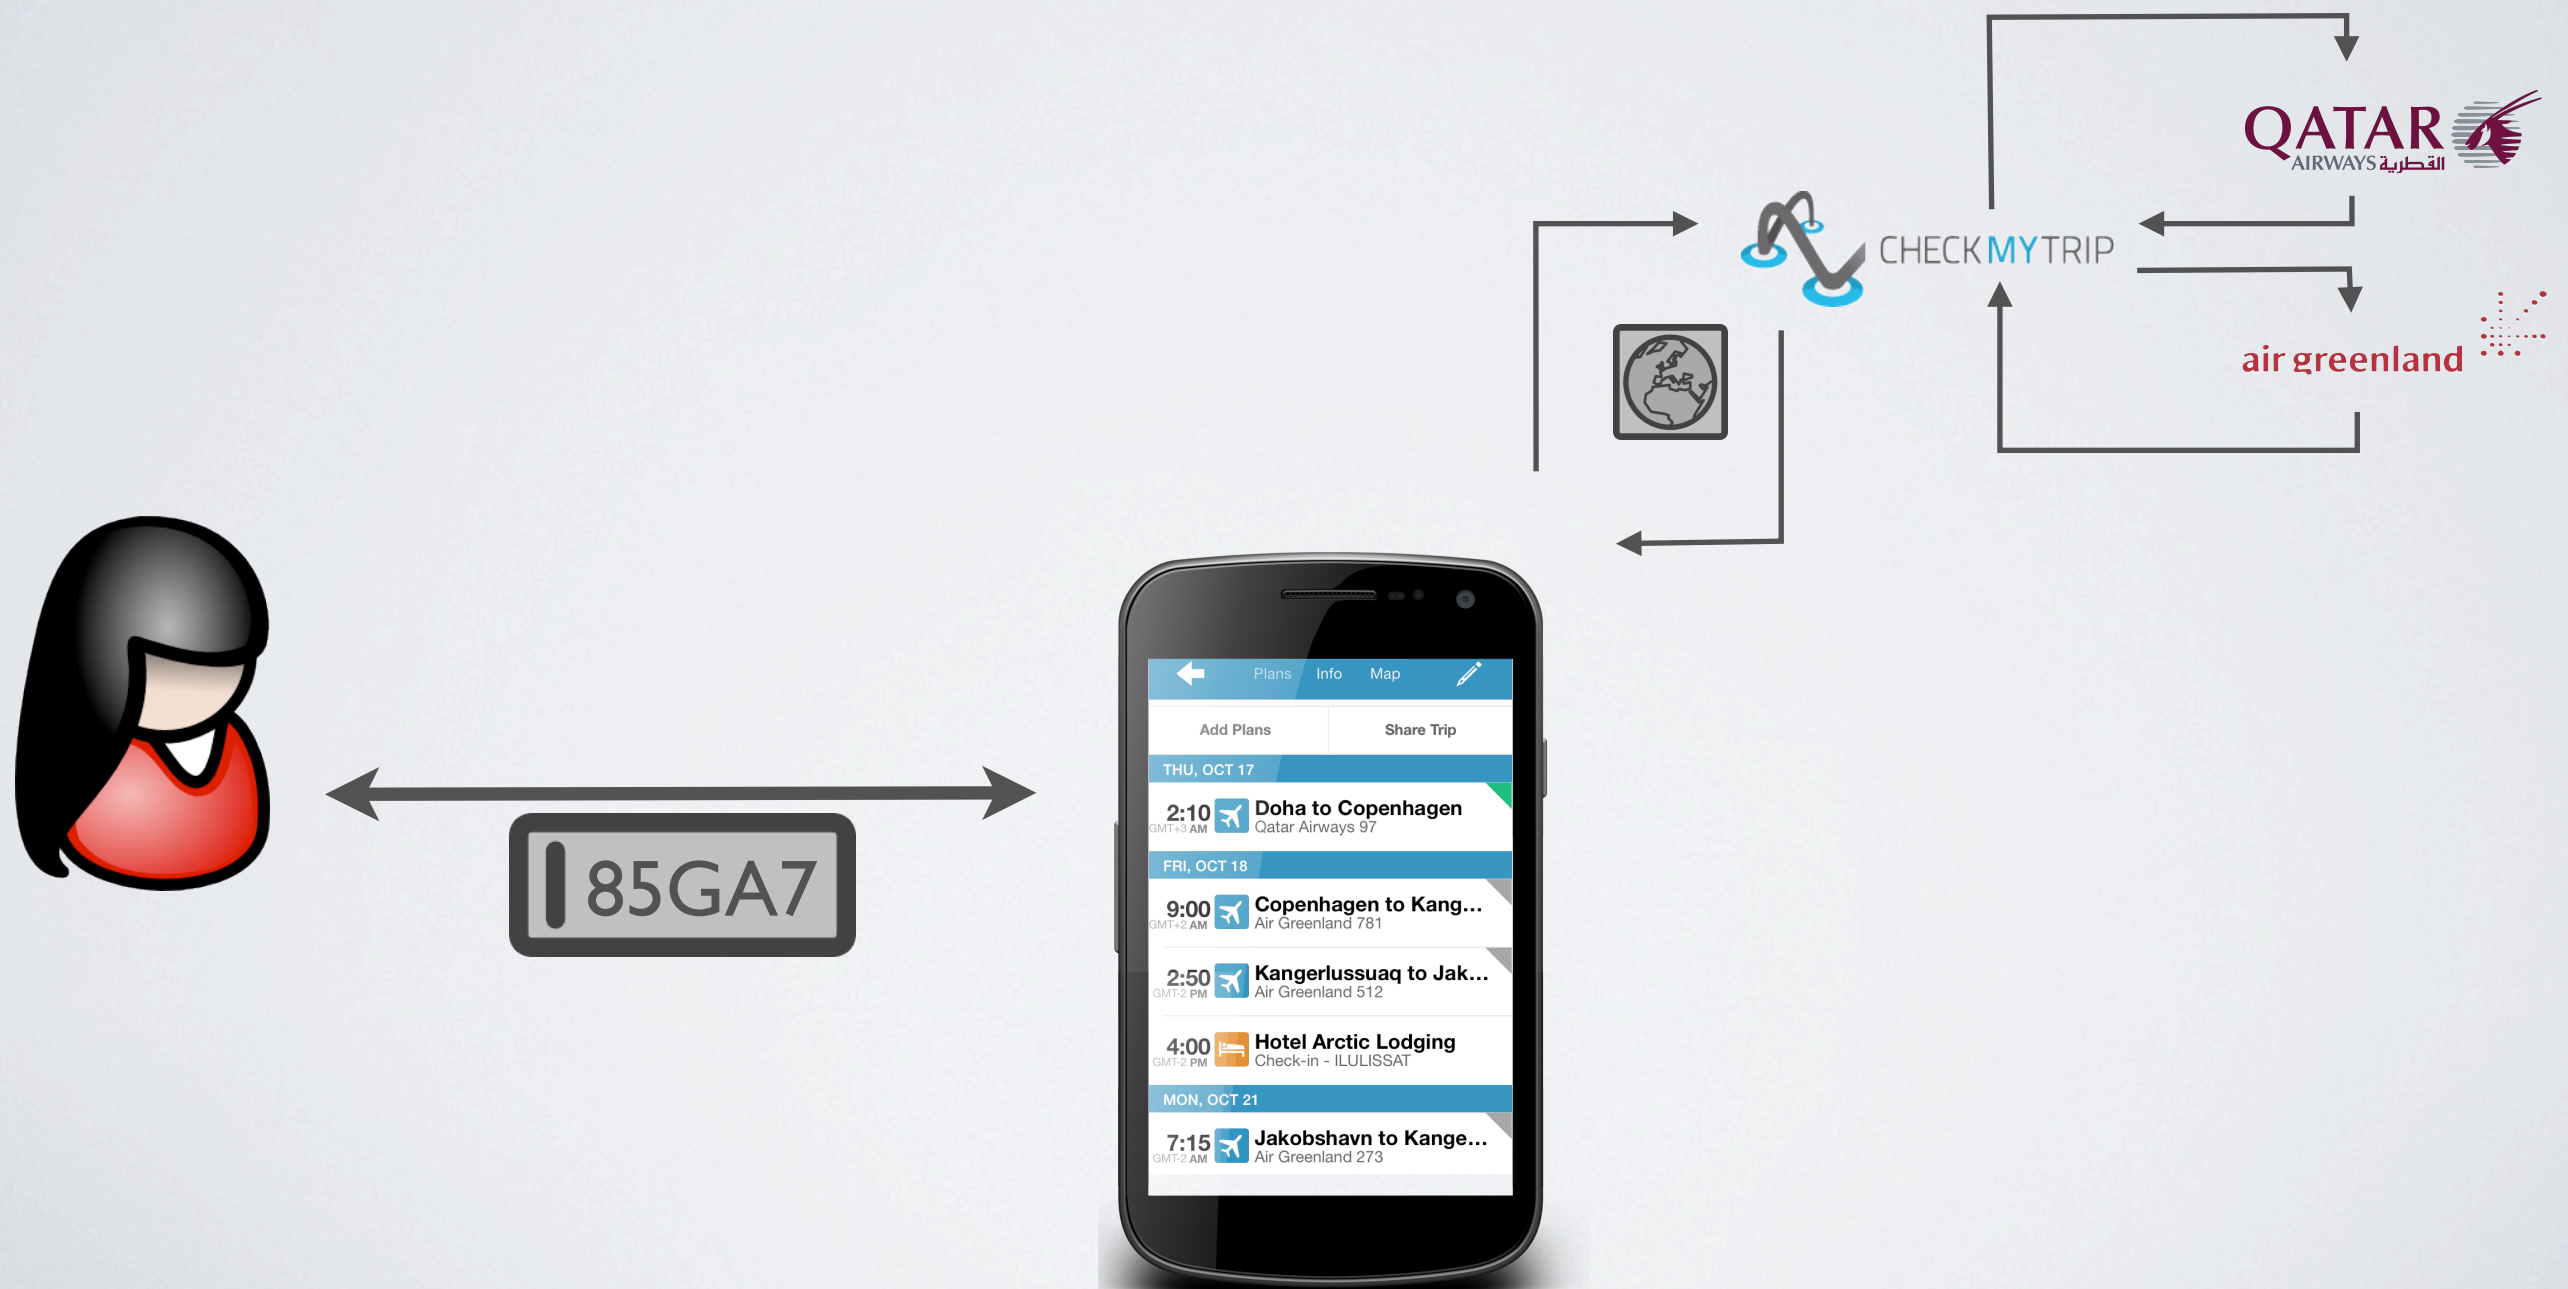 QATAR
AIRWAYS القطرية
CHECKMYTRIP
air greenland
85GA7
Plans Info Map
Add Plans Share Trip
THU, OCT 17
2:10 Doha to Copenhagen
GMT+3 AM Qatar Airways 97
FRI, OCT 18
9:00 Copenhagen to Kang...
GMT+2 AM Air Greenland 781
2:50 Kangerlussuaq to Jak...
GMT-2 PM Air Greenland 512
4:00 Hotel Arctic Lodging
GMT-2 PM Check-in - ILULISSAT
MON, OCT 21
7:15 Jakobshavn to Kange...
GMT-2 AM Air Greenland 273